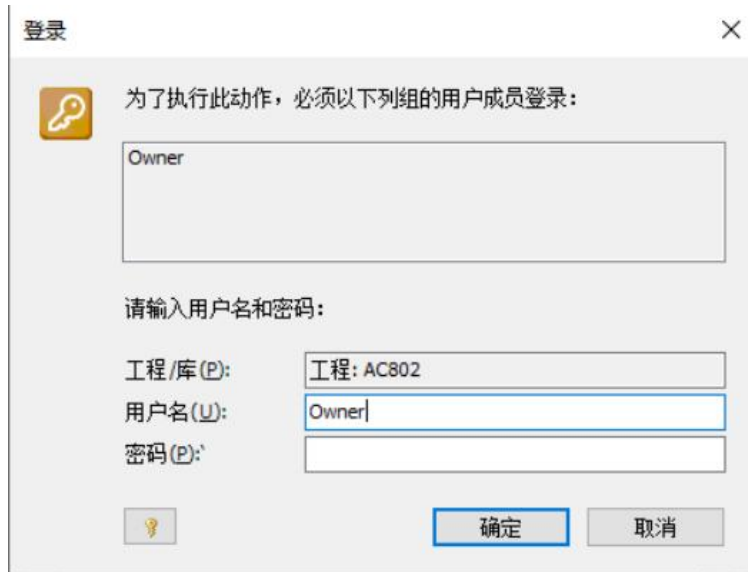 登录
为了执行此动作，必须以下列组的用户成员登录：
Owner
请输入用户名和密码：
工程/库(P):
工程: AC802
用户名(U):
Owner
密码(P):`
确定
取消